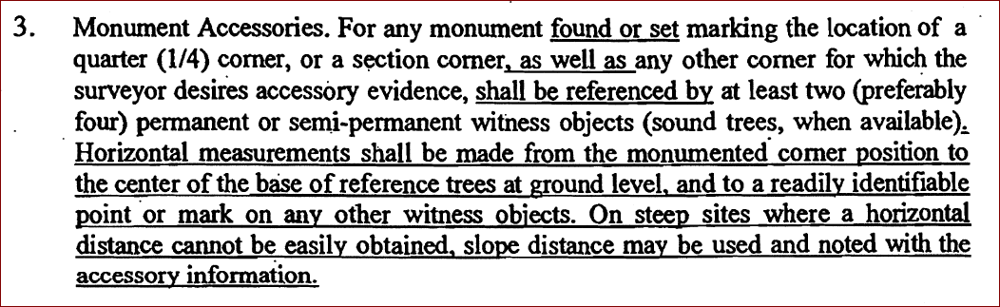 3. Monument Accessories. For any monument found or set marking the location of a
quarter (1/4) corner, or a section corner, as well as any other corner for which the
surveyor desires accessory evidence, shall be referenced by at least two (preferably
four) permanent or semi-permanent witness objects (sound trees, when available).
Horizontal measurements shall be made from the monumented corner position to
the center of the base of reference trees at ground level, and to a readily identifiable
point or mark on any other witness objects. On steep sites where a horizontal
distance cannot be easily obtained, slope distance may be used and noted with the
accessory information.